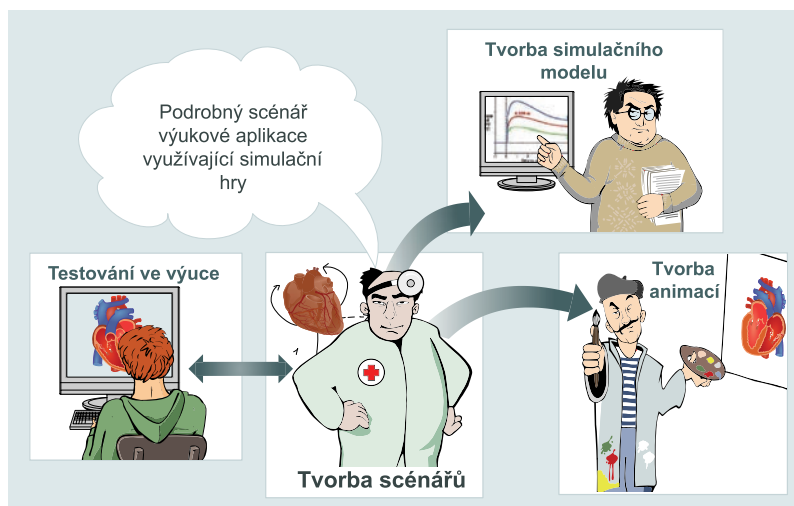 Podrobný scénář
výukové aplikace
využívající simulační
hry
Tvorba simulačního
modelu
Testování ve výuce
Tvorba
animací
Tvorba scénářů